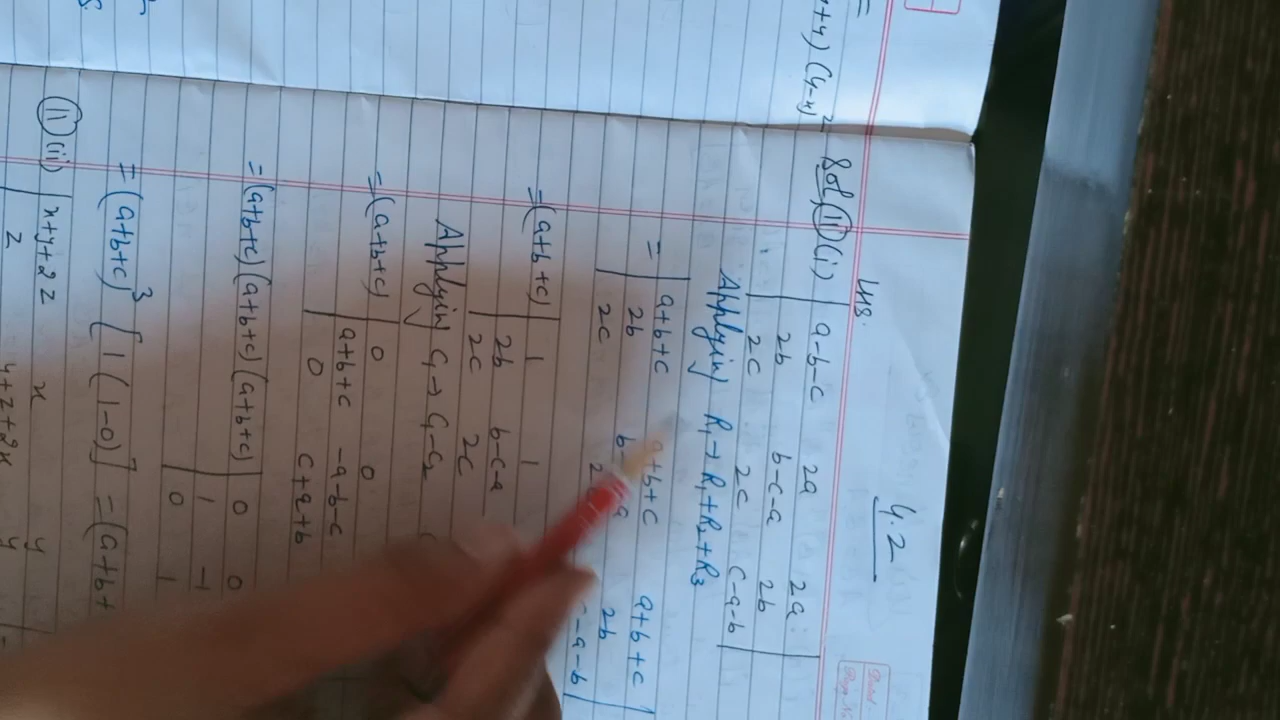 4.2
LHS.
Sol, 11 (i) | a-b-c 2a 2a |
2b b-c-a 2b
2c 2c c-a-b
Applying R₁ → R₁+R₂+R₃
= | a+b+c a+b+c a+b+c |
2b 2b
2c c-a-b
=(a+b+c) | 1 1
2b b-c-a
2c 2c
Applying C₁ → C₁-C₂
=(a+b+c) | 0 0
a+b+c -a-b-c
0 c+a+b
=(a+b+c)(a+b+c)(a+b+c) | 0 0
1 -1
0 1
=(a+b+c)³ [1(1-0)] = (a+b+
11 (ii) | x+y+2z x y
z y+z+2x y